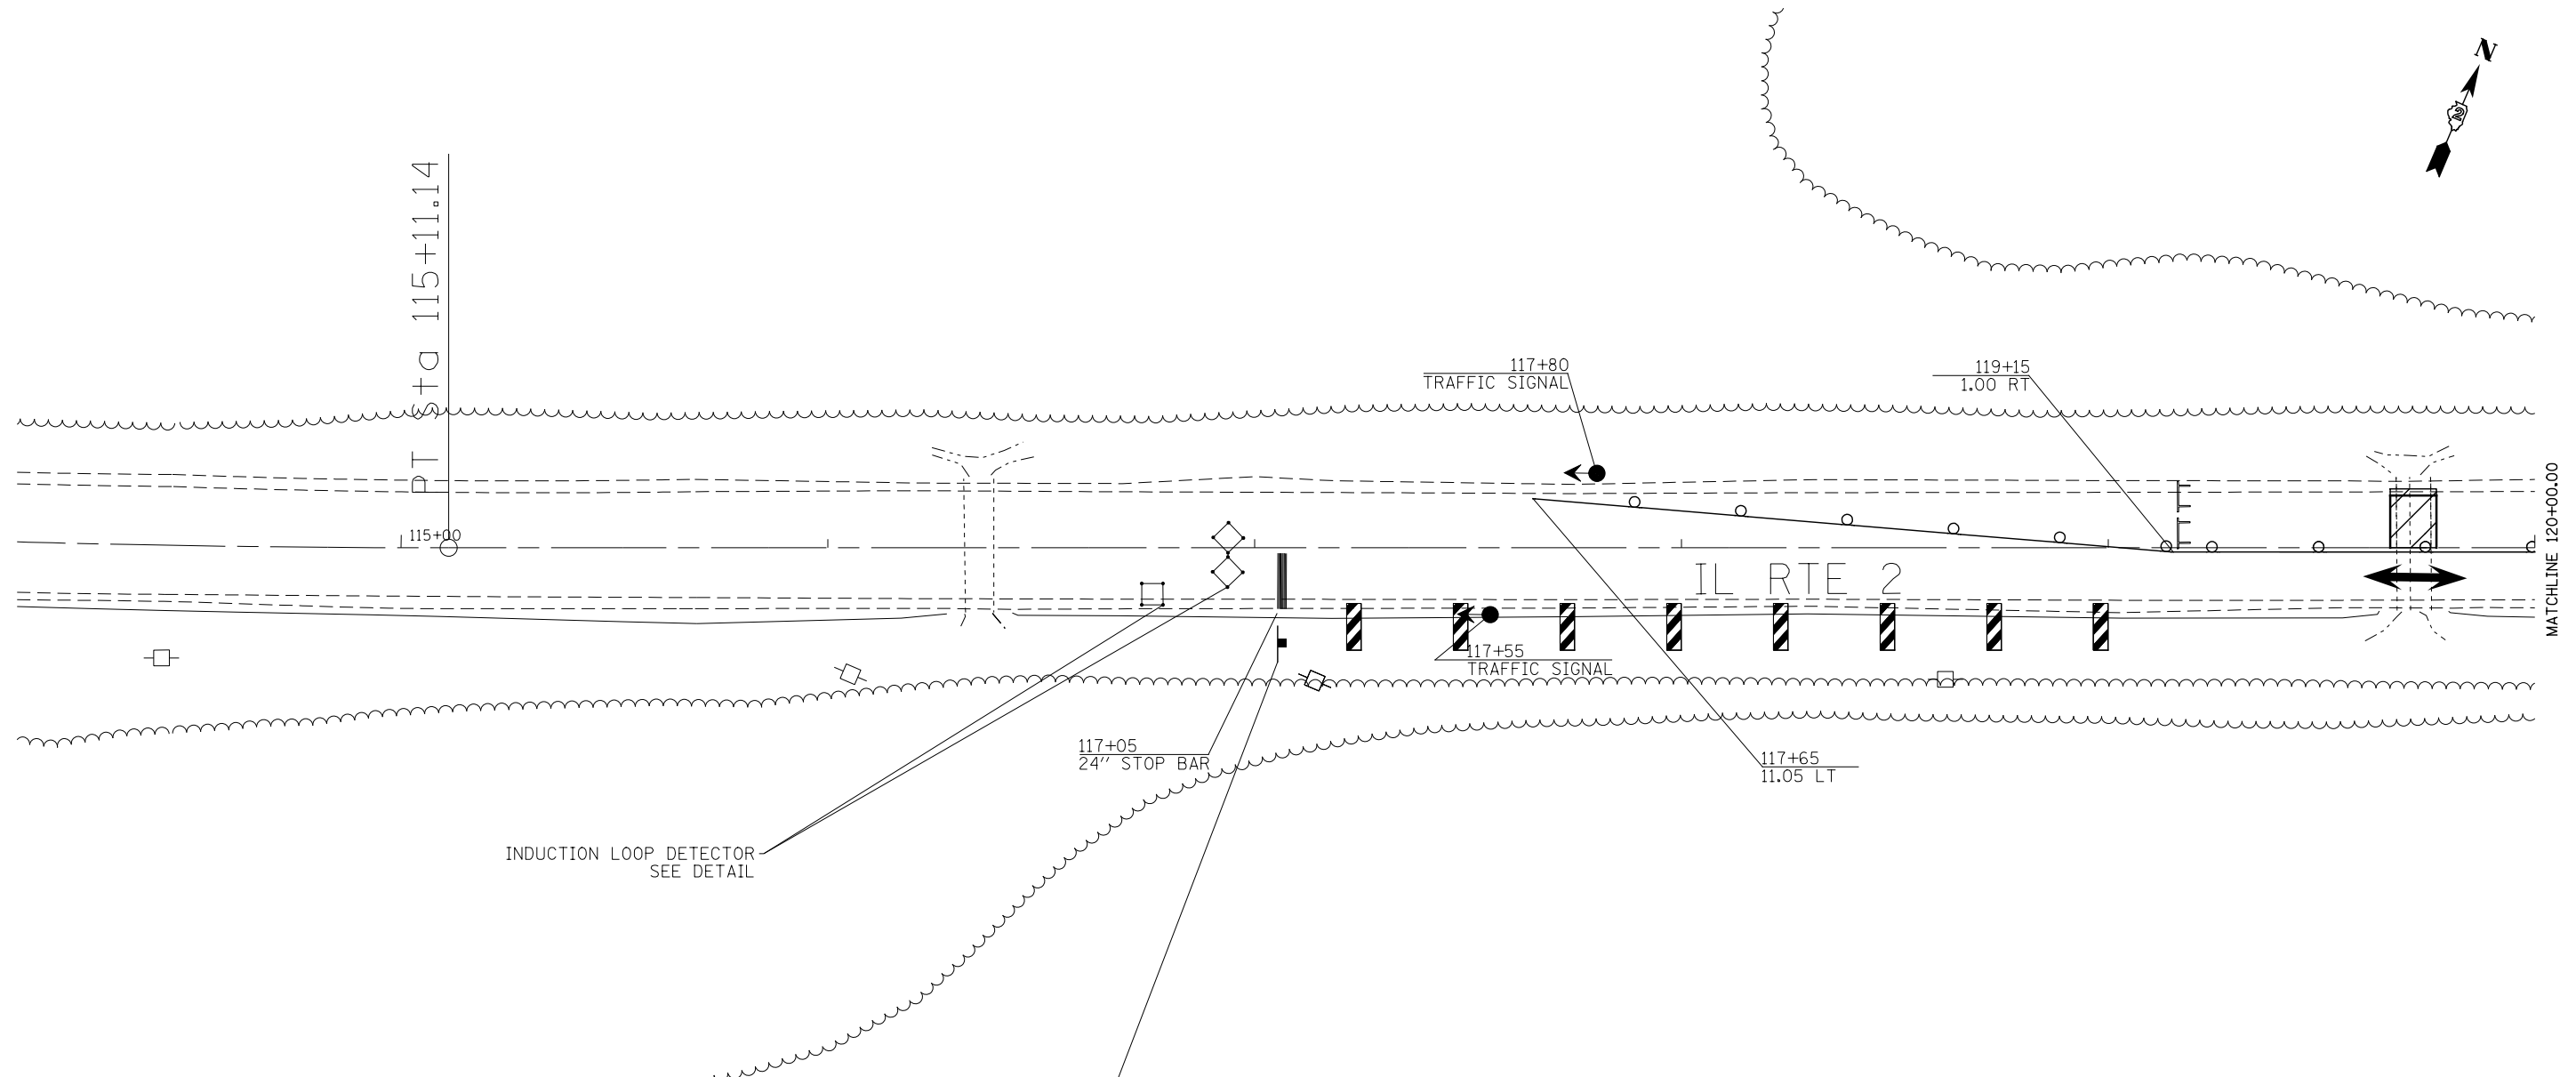 N
2
PT Sta 115+11.14
117+80
TRAFFIC SIGNAL
119+15
1.00 RT
115+00
IL RTE 2
MATCHLINE 120+00.00
117+55
TRAFFIC SIGNAL
117+05
24" STOP BAR
117+65
11.05 LT
INDUCTION LOOP DETECTOR
SEE DETAIL